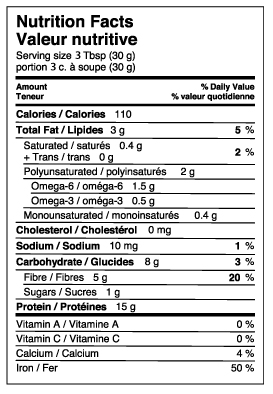 Nutrition Facts
Valeur nutritive
Serving size 3 Tbsp (30 g)
portion 3 c. à soupe (30 g)
Amount % Daily Value
Teneur % valeur quotidienne
Calories / Calories 110
Total Fat / Lipides 3 g 5 %
Saturated / saturés 0.4 g
+ Trans / trans 0 g 2 %
Polyunsaturated / polyinsaturés 2 g
Omega-6 / oméga-6 1.5 g
Omega-3 / oméga-3 0.5 g
Monounsaturated / monoinsaturés 0.4 g
Cholesterol / Cholestérol 0 mg
Sodium / Sodium 10 mg 1 %
Carbohydrate / Glucides 8 g 3 %
Fibre / Fibres 5 g 20 %
Sugars / Sucres 1 g
Protein / Protéines 15 g
Vitamin A / Vitamine A 0 %
Vitamin C / Vitamine C 0 %
Calcium / Calcium 4 %
Iron / Fer 50 %